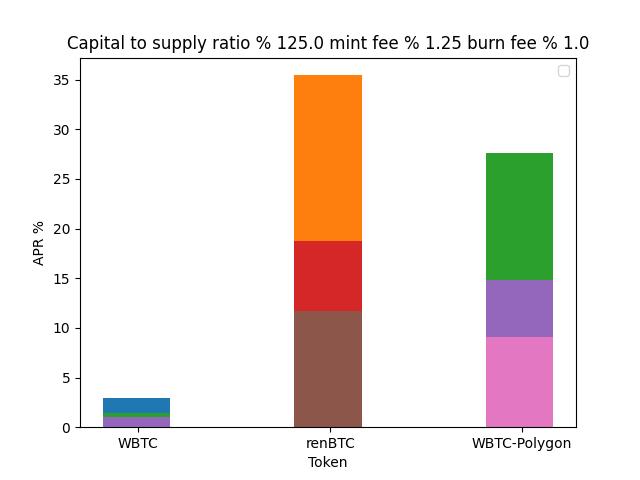 Capital to supply ratio % 125.0 mint fee % 1.25 burn fee % 1.0
35
30
25
20
15
10
5
0
APR %
WBTC
renBTC
WBTC-Polygon
Token